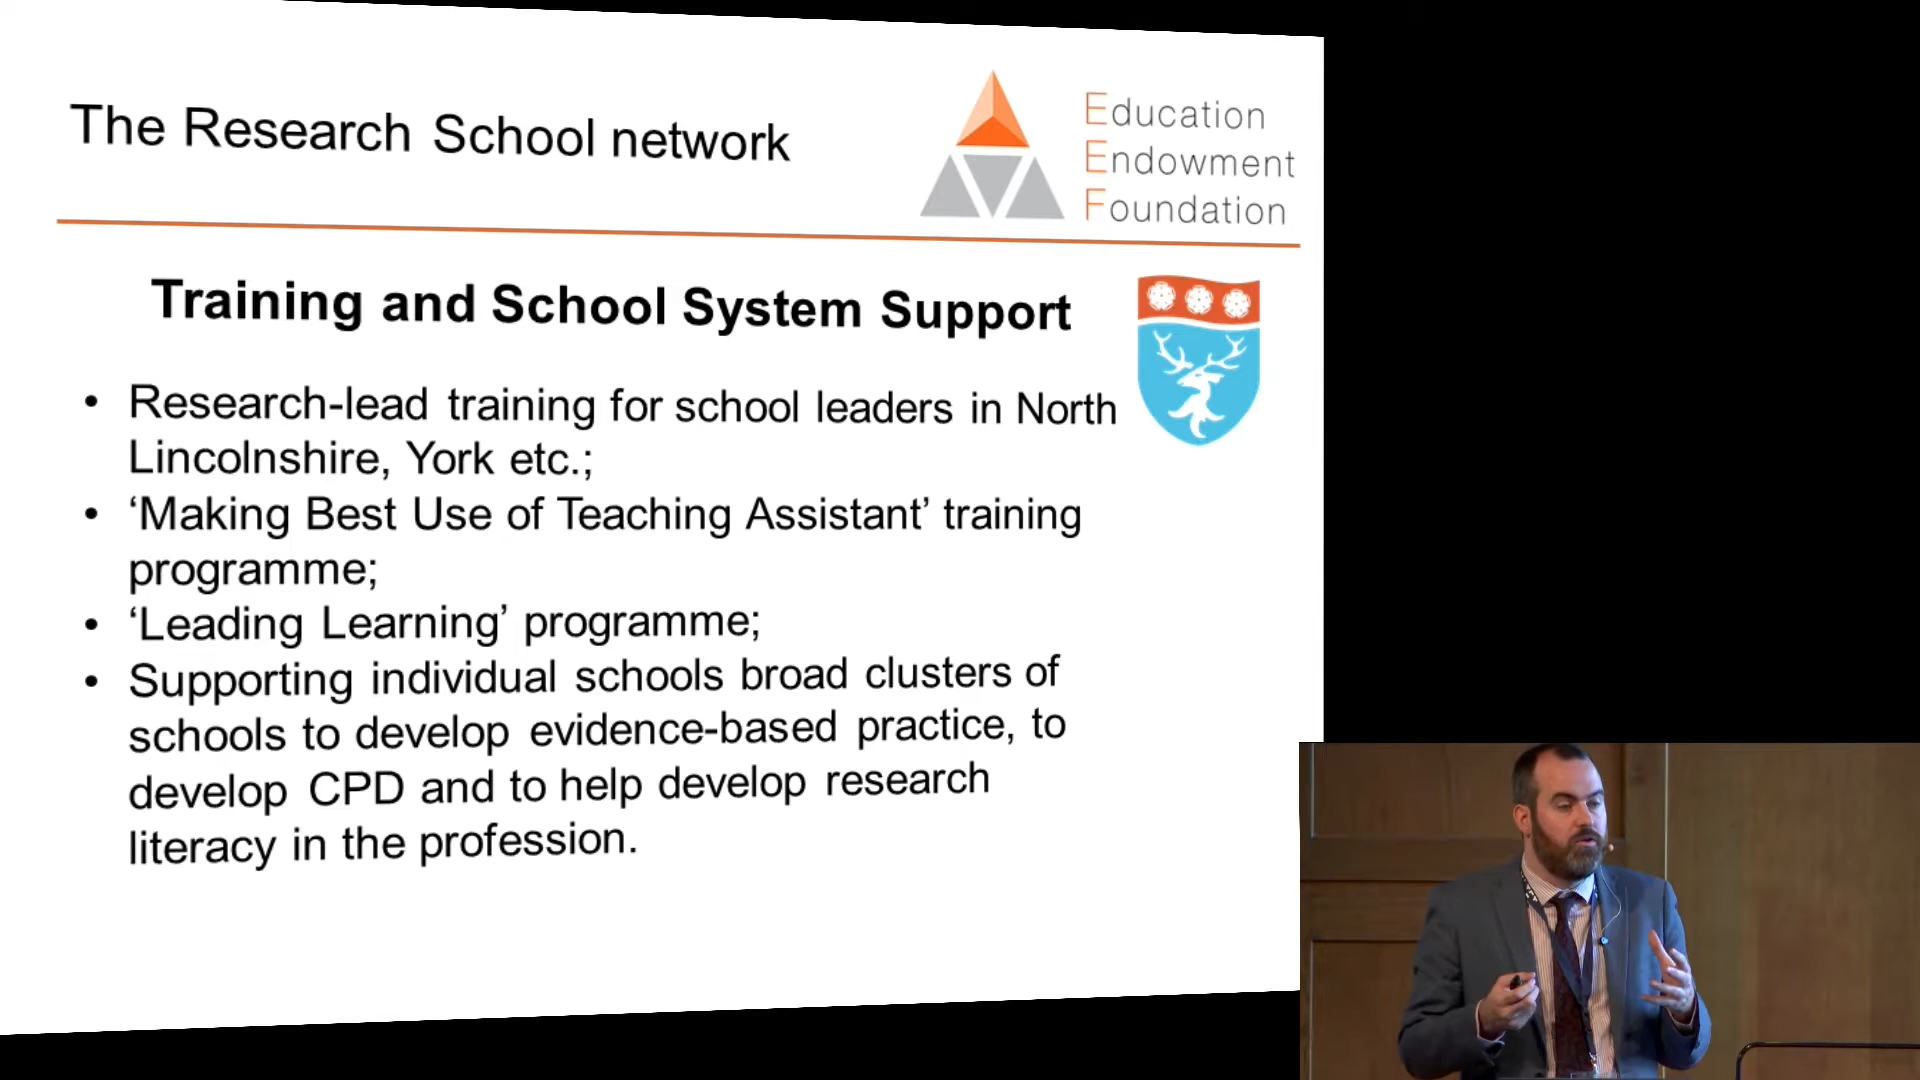 The Research School network
Education
Endowment
Foundation
Training and School System Support
• Research-lead training for school leaders in North
Lincolnshire, York etc.;
• ‘Making Best Use of Teaching Assistant’ training
programme;
• ‘Leading Learning’ programme;
• Supporting individual schools broad clusters of
schools to develop evidence-based practice, to
develop CPD and to help develop research
literacy in the profession.